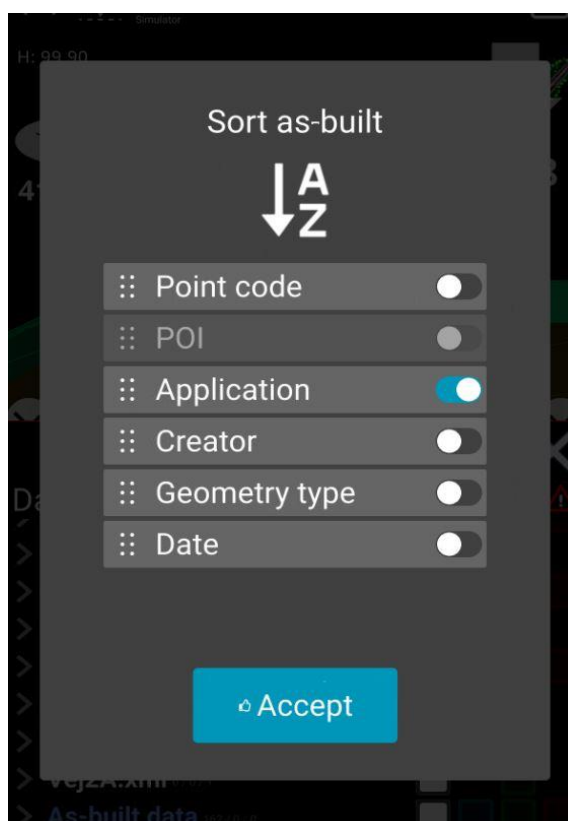 Simulator
H: 99.90
Sort as-built
A
Z
Point code
POI
Application
Creator
Geometry type
Date
Accept
Vej2A.xml
As-built data